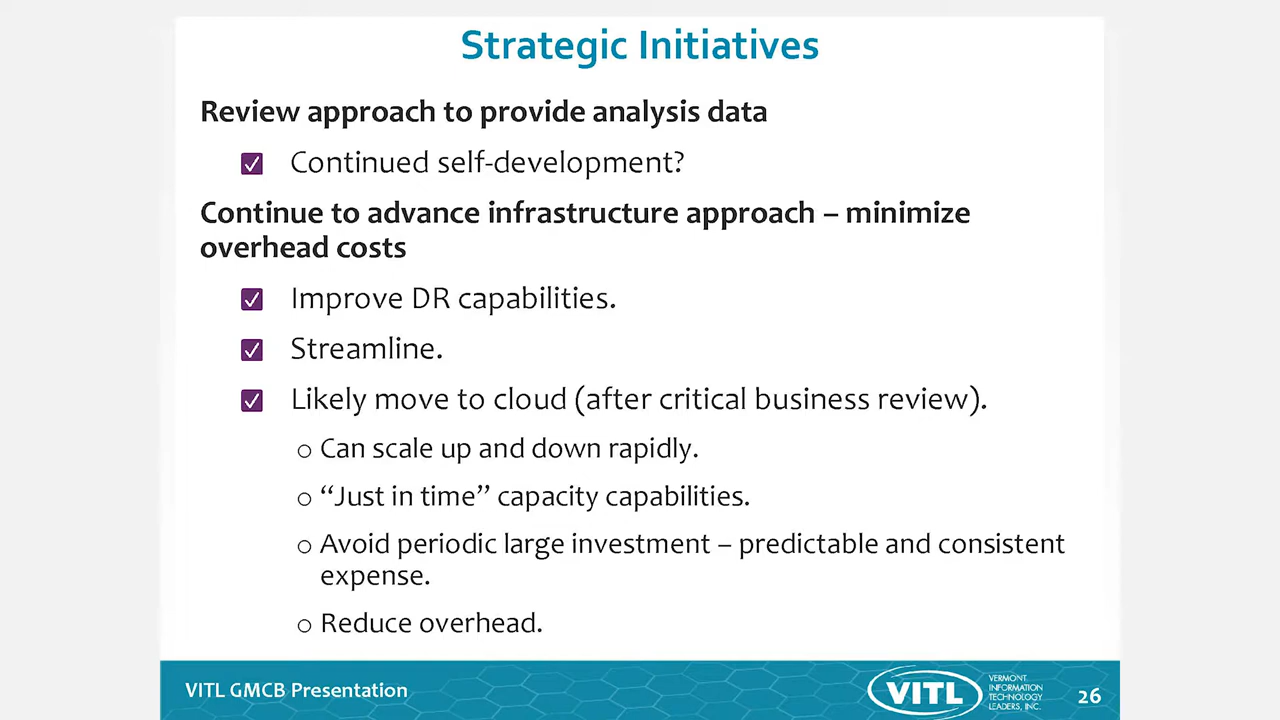 Strategic Initiatives
Review approach to provide analysis data
Continued self-development?
Continue to advance infrastructure approach – minimize
overhead costs
Improve DR capabilities.
Streamline.
Likely move to cloud (after critical business review).
Can scale up and down rapidly.
“Just in time” capacity capabilities.
Avoid periodic large investment – predictable and consistent
expense.
Reduce overhead.
VITL GMCB Presentation
VITL
VERMONT
INFORMATION
TECHNOLOGY
LEADERS, INC.
26